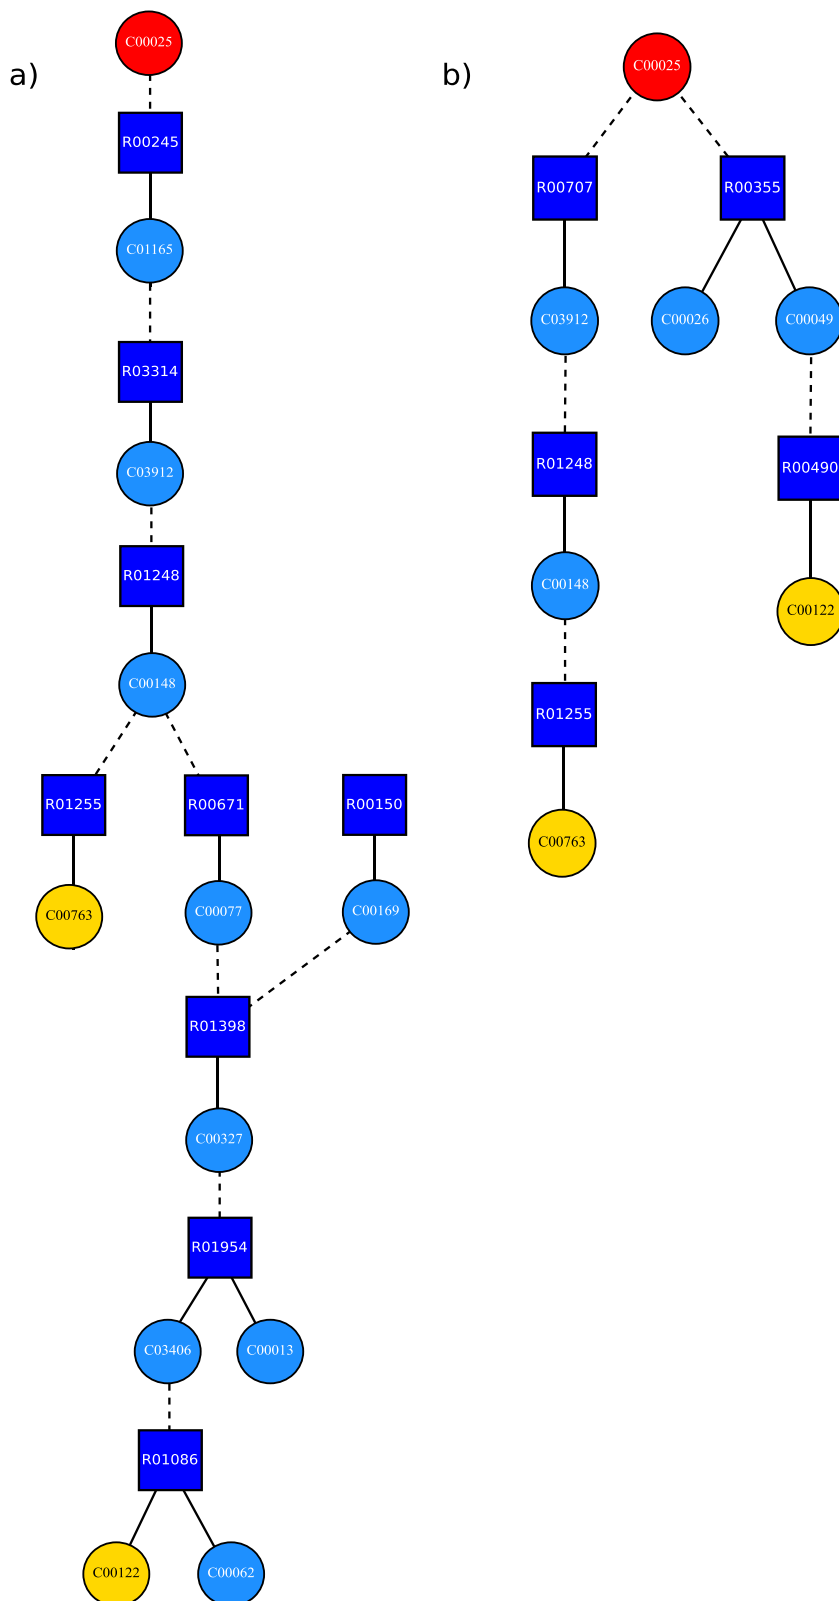 a)
C00025
R00245
C01165
R03314
C03912
R01248
C00148
R01255
R00671
R00150
C00763
C00077
C00169
R01398
C00327
R01954
C03406
C00013
R01086
C00122
C00062
b)
C00025
R00707
R00355
C03912
C00026
C00049
R01248
R00490
C00148
C00122
R01255
C00763